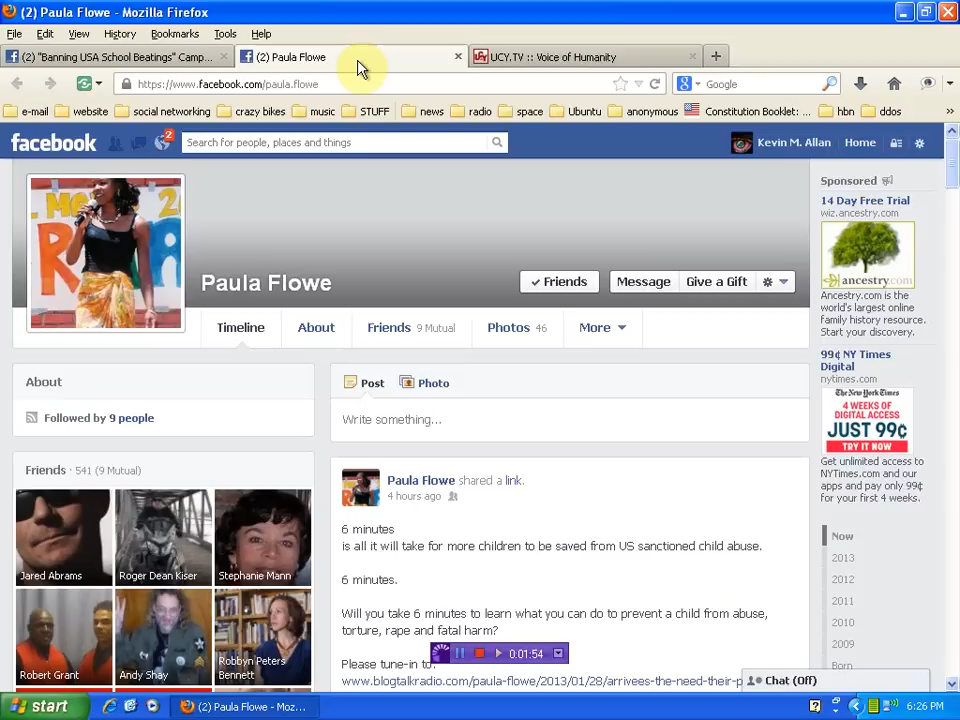 (2) Paula Flowe - Mozilla Firefox
File Edit View History Bookmarks Tools Help
(2) "Banning USA School Beatings" Camp...
(2) Paula Flowe
UCY.TV :: Voice of Humanity
https://www.facebook.com/paula.flowe
Google
e-mail website social networking crazy bikes music STUFF news radio space Ubuntu anonymous Constitution Booklet: ... hbn ddos
facebook
2
Search for people, places and things
Kevin M. Allan Home
Sponsored
14 Day Free Trial
wiz.ancestry.com
ancestry.com
Ancestry.com is the
world's largest online
family history resource.
Start your discovery.
Paula Flowe
Friends
Message
Give a Gift
Timeline
About
Friends 9 Mutual
Photos 46
More
99¢ NY Times
Digital
nytimes.com
The New York Times
4 WEEKS OF
DIGITAL ACCESS
JUST 99¢
TRY IT NOW
Get unlimited access to
NYTimes.com and our
apps and pay only 99¢
for your first 4 weeks.
About
Followed by 9 people
Post Photo
Write something...
Friends · 541 (9 Mutual)
Jared Abrams
Roger Dean Kiser
Stephanie Mann
Robert Grant
Andy Shay
Robbyn Peters
Bennett
Paula Flowe shared a link.
4 hours ago
6 minutes
is all it will take for more children to be saved from US sanctioned child abuse.
6 minutes.
Will you take 6 minutes to learn what you can do to prevent a child from abuse,
torture, rape and fatal harm?
Please tune-in to
www.blogtalkradio.com/paula-flowe/2013/01/28/arrivees-the-need-their-p
0:01:54
Now
2013
2012
2011
2010
2009
Born
Chat (Off)
start
(2) Paula Flowe - Moz...
6:26 PM